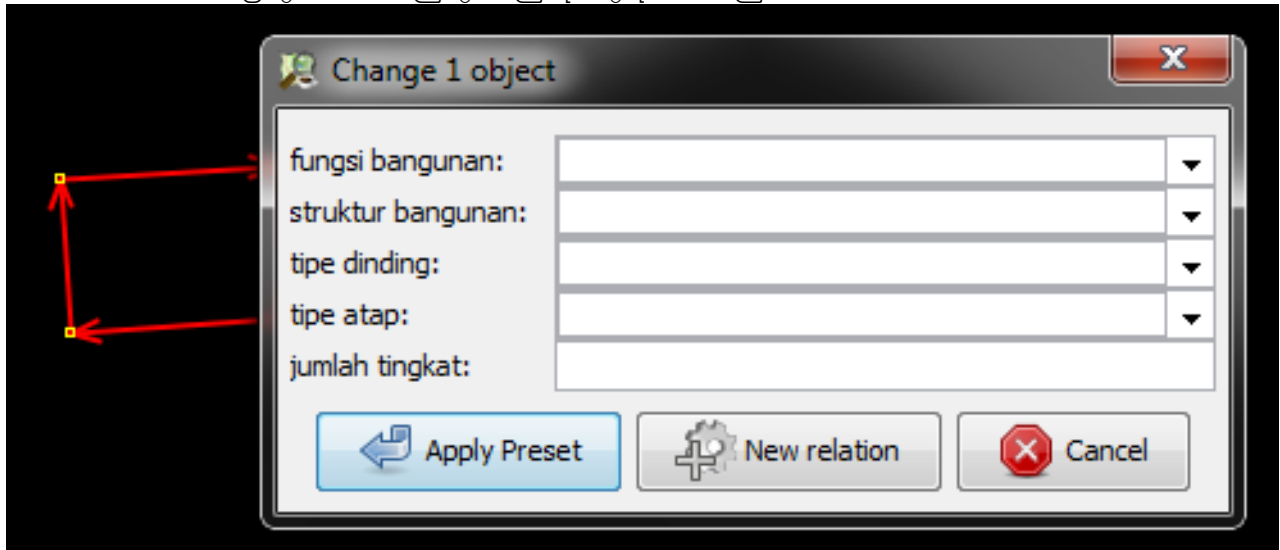 Change 1 object
fungsi bangunan:
struktur bangunan:
tipe dinding:
tipe atap:
jumlah tingkat:
Apply Preset New relation Cancel